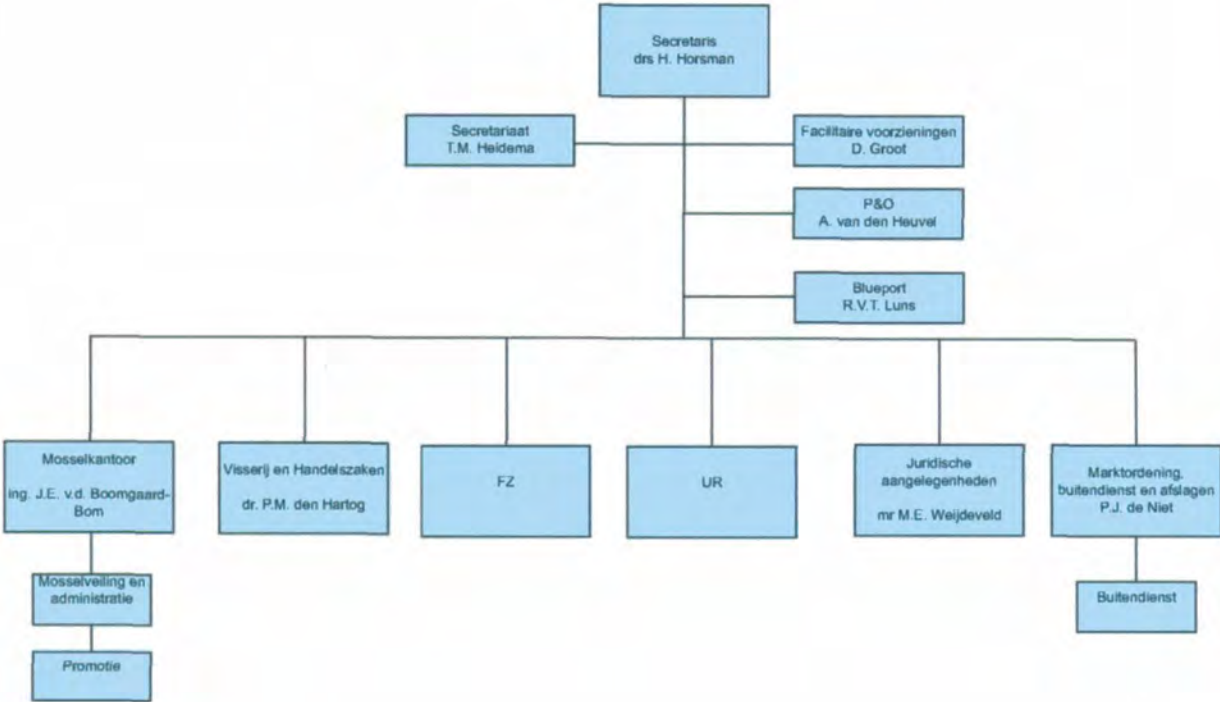 Secretaris
drs H. Horsman
Secretariaat
T.M. Heidema
Facilitaire voorzieningen
D. Groot
P&O
A. van den Heuvel
Blueport
R.V.T. Luns
Mosselkantoor
ing. J.E. v.d. Boomgaard-
Bom
Visserij en Handelszaken
dr. P.M. den Hartog
FZ
UR
Juridische
aangelegenheden
mr M.E. Weijdeveld
Marktordening,
buitendienst en afslagen
P.J. de Niet
Mosselveiling en
administratie
Promotie
Buitendienst